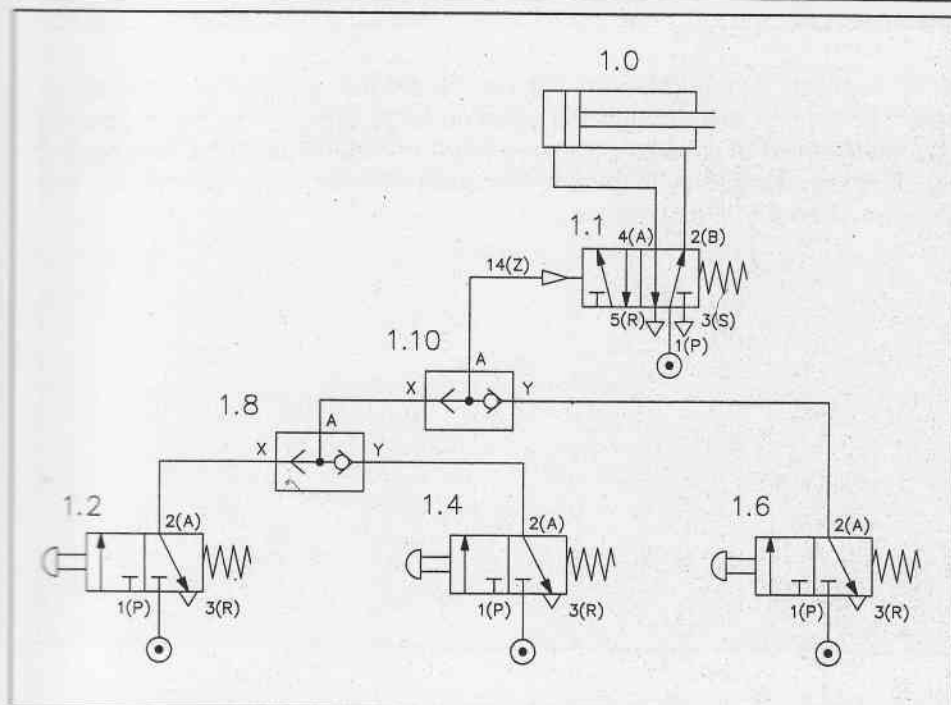 1.0
1.1
4(A) 2(B)
14(Z)
5(R) 3(S)
1(P)
1.10
A
X Y
1.8
A
X Y
1.2 1.4 1.6
2(A) 2(A) 2(A)
1(P) 3(R) 1(P) 3(R) 1(P) 3(R)